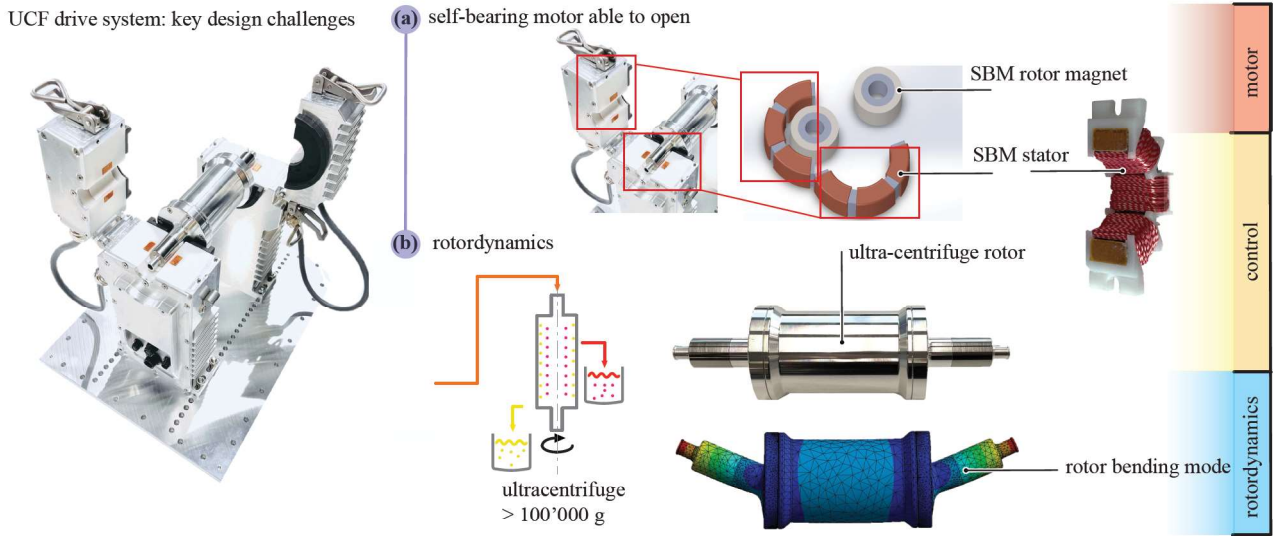 UCF drive system: key design challenges
(a) self-bearing motor able to open
SBM rotor magnet
SBM stator
motor
control
(b) rotordynamics
ultra-centrifuge rotor
rotor bending mode
ultracentrifuge
> 100’000 g
rotordynamics